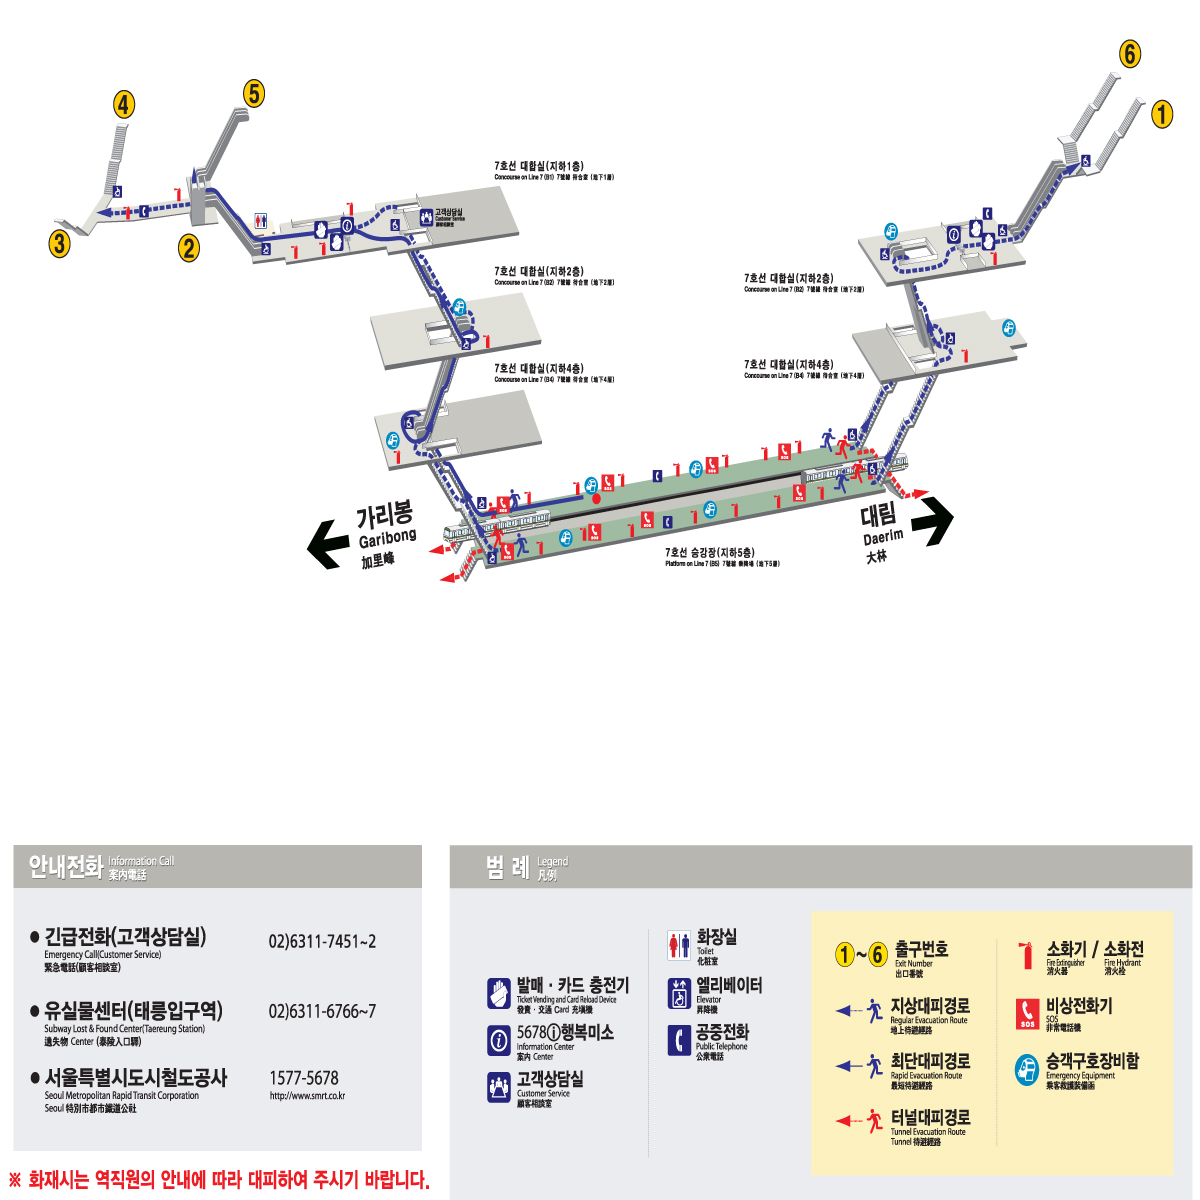 6
5
4
1
7호선 대합실(지하1층)
Concourse on Line 7 (B1) 7號線 待合室 (地下1層)
고객상담실
Customer Service
顧客相談室
3
2
7호선 대합실(지하2층)
Concourse on Line 7 (B2) 7號線 待合室 (地下2層)
7호선 대합실(지하2층)
Concourse on Line 7 (B2) 7號線 待合室 (地下2層)
7호선 대합실(지하4층)
Concourse on Line 7 (B4) 7號線 待合室 (地下4層)
7호선 대합실(지하4층)
Concourse on Line 7 (B4) 7號線 待合室 (地下4層)
SOS
SOS
SOS
SOS
SOS
SOS
SOS
SOS
가리봉
Garibong
加里峰
대림
Daerim
大林
7호선 승강장(지하5층)
Platform on Line 7 (B5) 7號線 乘降場 (地下5層)
안내전화 Information Call
案內電話
● 긴급전화(고객상담실) 02)6311-7451~2
Emergency Call(Customer Service)
緊急電話(顧客相談室)
● 유실물센터(태릉입구역) 02)6311-6766~7
Subway Lost & Found Center(Taereung Station)
遺失物 Center (泰陵入口驛)
● 서울특별시도시철도공사 1577-5678
Seoul Metropolitan Rapid Transit Corporation http://www.smrt.co.kr
Seoul 特別市都市鐵道公社
※ 화재시는 역직원의 안내에 따라 대피하여 주시기 바랍니다.
범 례 Legend
凡例
발매 · 카드 충전기
Ticket Vending and Card Reload Device
發賣 · 交通 Card 充塡機
5678ⓘ행복미소
Information Center
案內 Center
고객상담실
Customer Service
顧客相談室
화장실
Toilet
化粧室
엘리베이터
Elevator
昇降機
공중전화
Public Telephone
公衆電話
1~6 출구번호
Exit Number
出口番號
지상대피경로
Regular Evacuation Route
地上待避經路
최단대피경로
Rapid Evacuation Route
最短待避經路
터널대피경로
Tunnel Evacuation Route
Tunnel 待避經路
소화기 / 소화전
Fire Extinguisher Fire Hydrant
消火器 消火栓
SOS
비상전화기
SOS
非常電話機
승객구호장비함
Emergency Equipment
乘客救護裝備函